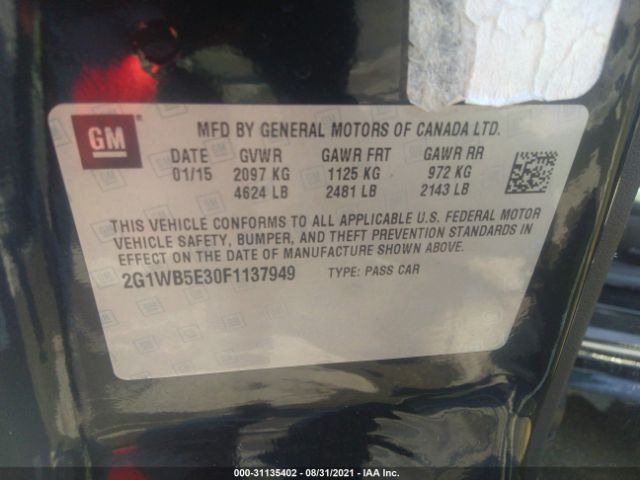 GM
MFD BY GENERAL MOTORS OF CANADA LTD.
DATE GVWR GAWR FRT GAWR RR
01/15 2097 KG 1125 KG 972 KG
4624 LB 2481 LB 2143 LB
THIS VEHICLE CONFORMS TO ALL APPLICABLE U.S. FEDERAL MOTOR
VEHICLE SAFETY, BUMPER, AND THEFT PREVENTION STANDARDS IN
EFFECT ON THE DATE OF MANUFACTURE SHOWN ABOVE.
2G1WB5E30F1137949 TYPE: PASS CAR
000-31135402 - 08/31/2021 - IAA Inc.